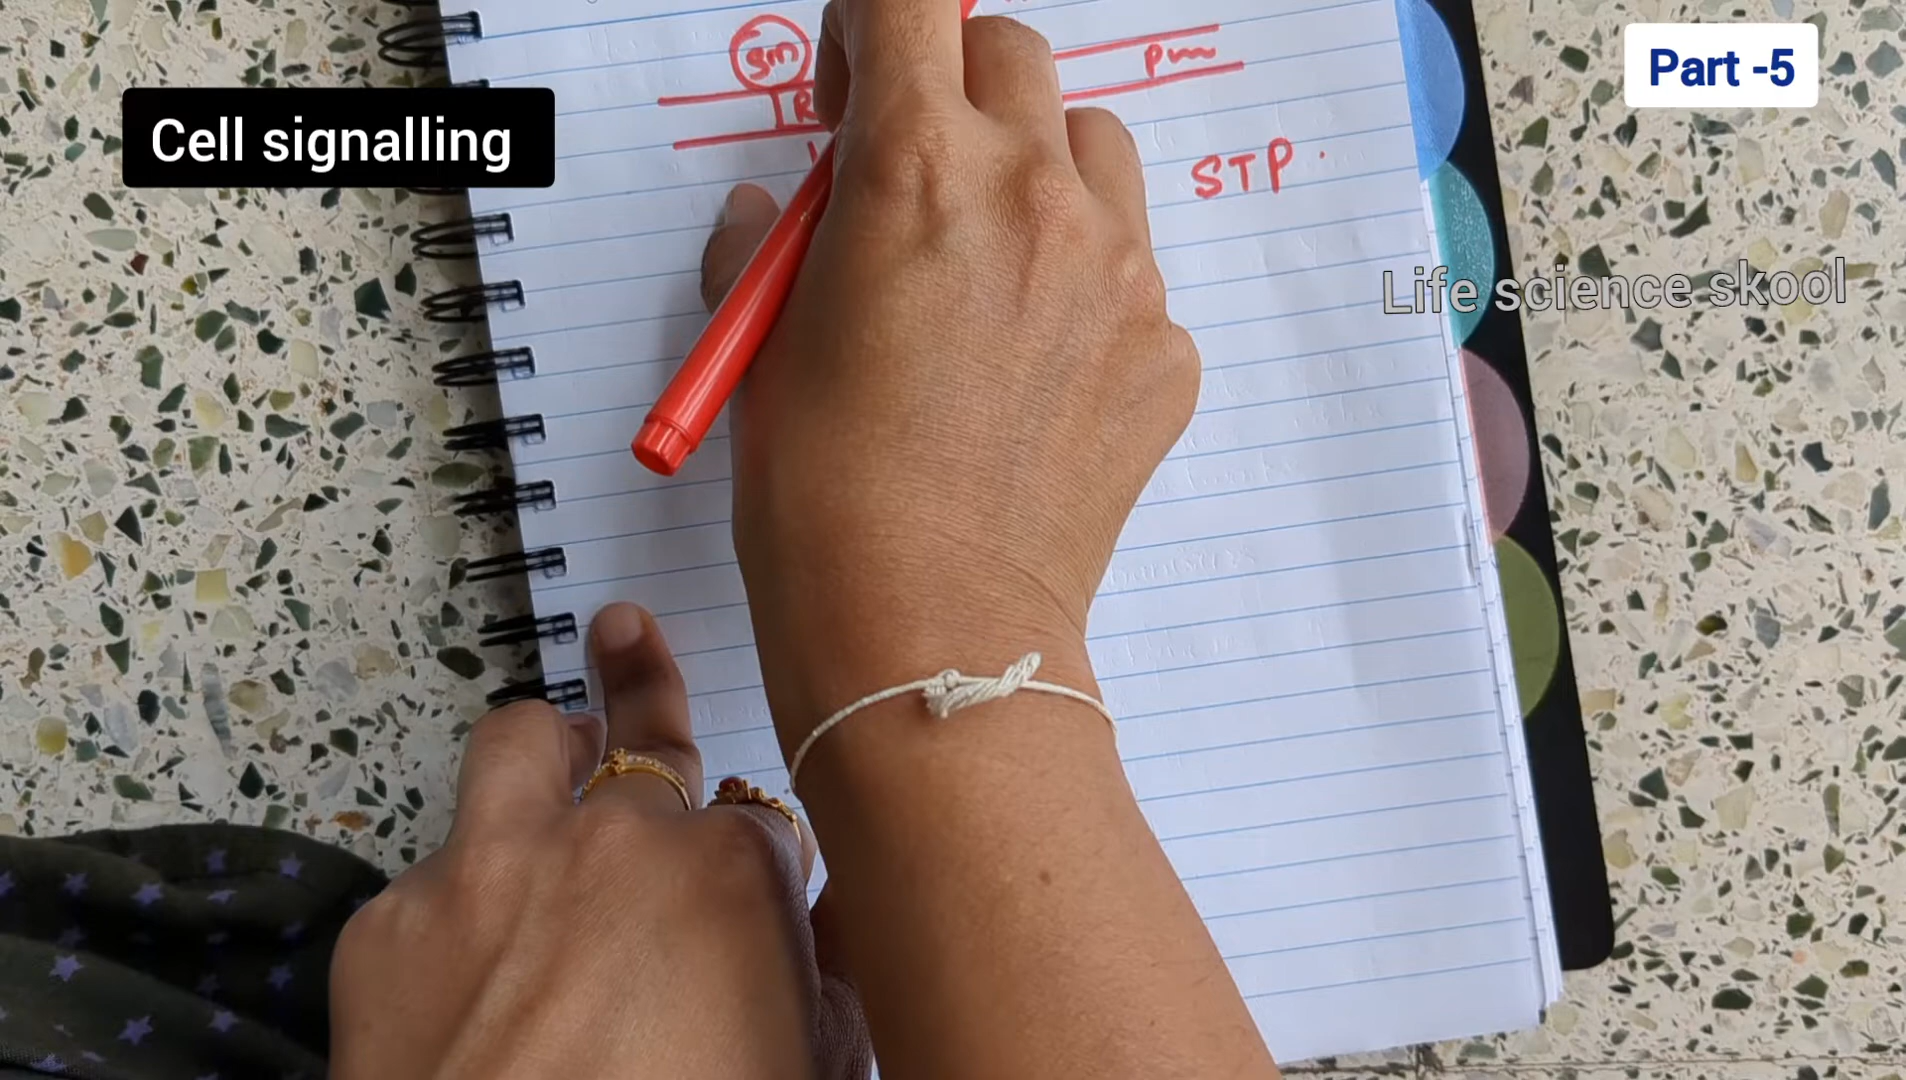 Part -5
Cell signalling
Sm
R
pm
STP.
Life science skool